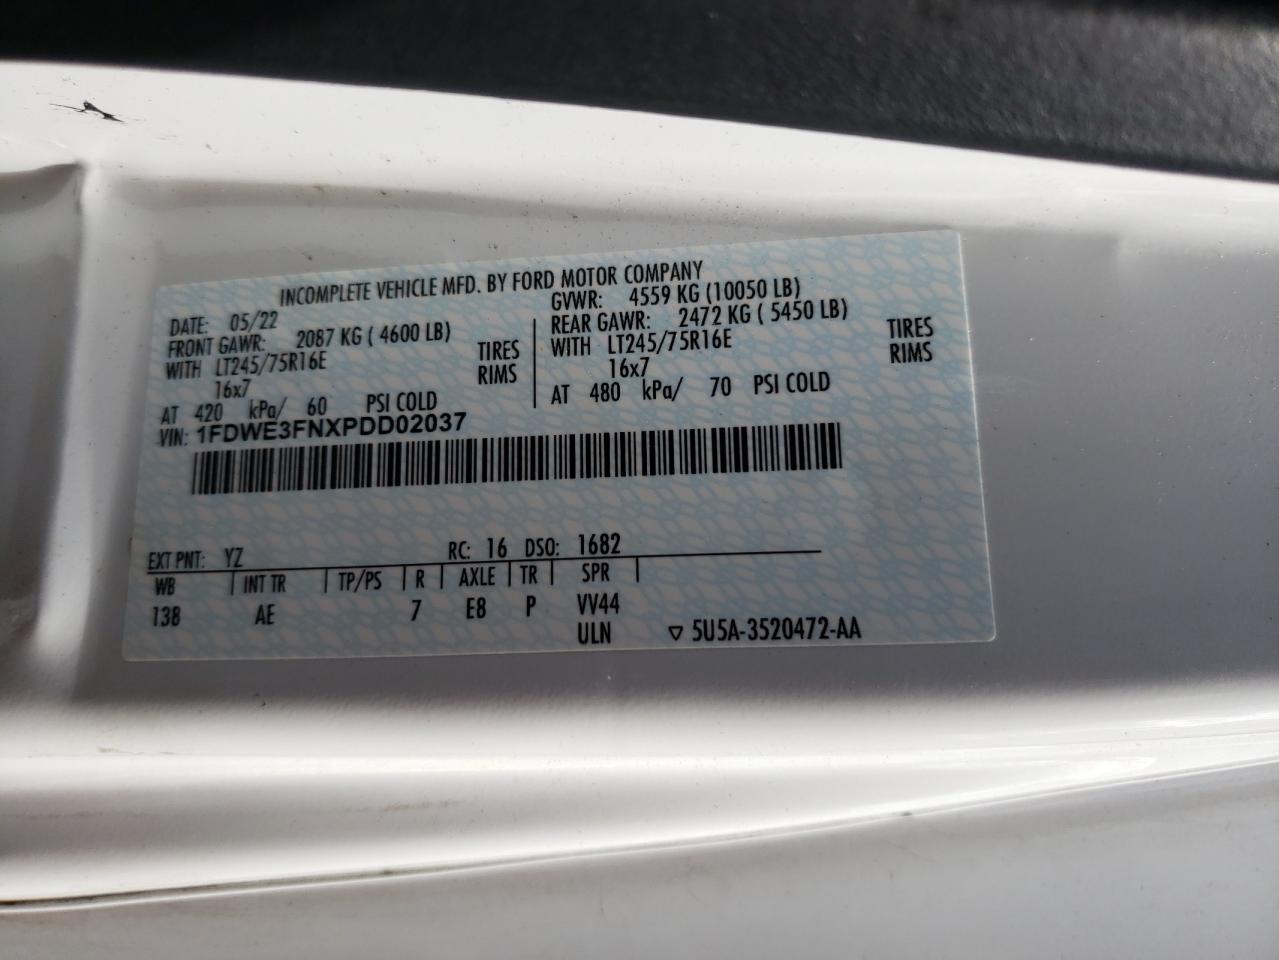 INCOMPLETE VEHICLE MFD. BY FORD MOTOR COMPANY
DATE: 05/22
GVWR: 4559 KG (10050 LB)
FRONT GAWR: 2087 KG ( 4600 LB)
REAR GAWR: 2472 KG ( 5450 LB)
WITH LT245/75R16E TIRES
WITH LT245/75R16E TIRES
16x7 RIMS
16x7 RIMS
AT 420 kPa/ 60 PSI COLD
AT 480 kPa/ 70 PSI COLD
VIN: 1FDWE3FNXPDD02037
EXT PNT: YZ RC: 16 DSO: 1682
WB INT TR TP/PS R AXLE TR SPR
138 AE 7 E8 P VV44
ULN ▽ 5U5A-3520472-AA